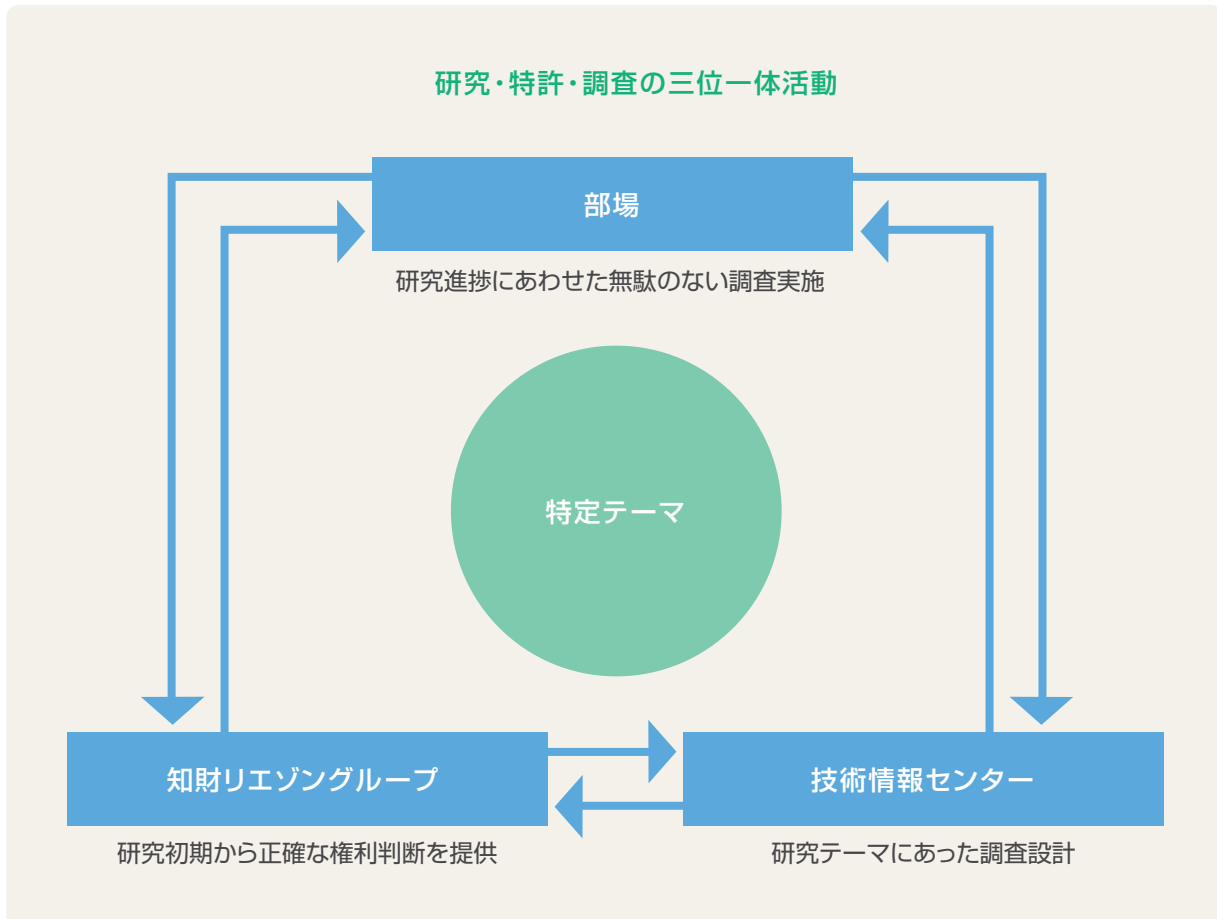 研究・特許・調査の三位一体活動
部場
研究進捗にあわせた無駄のない調査実施
特定テーマ
知財リエゾングループ
研究初期から正確な権利判断を提供
技術情報センター
研究テーマにあった調査設計